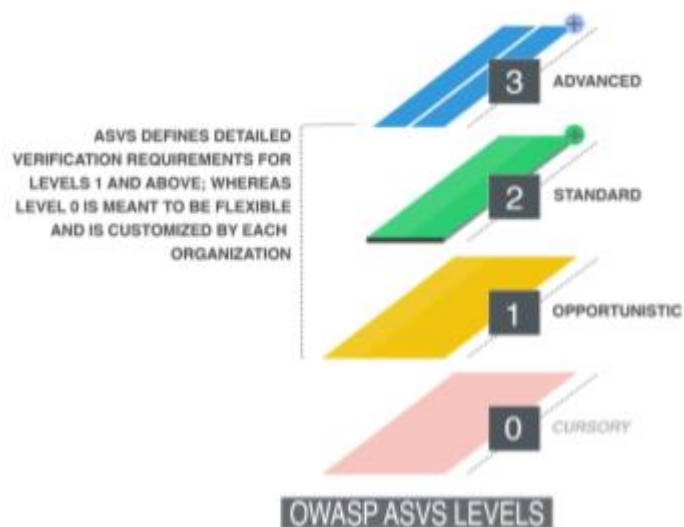 3 ADVANCED
ASVS DEFINES DETAILED
VERIFICATION REQUIREMENTS FOR
LEVELS 1 AND ABOVE; WHEREAS
LEVEL 0 IS MEANT TO BE FLEXIBLE
AND IS CUSTOMIZED BY EACH
ORGANIZATION
2 STANDARD
1 OPPORTUNISTIC
0 CURSORY
OWASP ASVS LEVELS